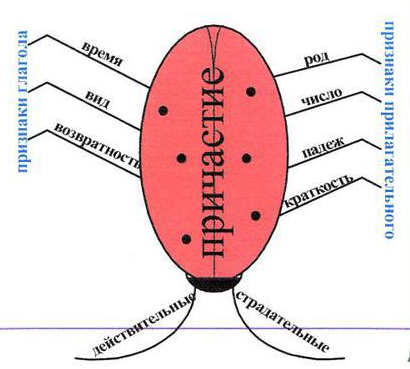 признаки глагола
время
вид
возвратность
причастие
род
число
падеж
краткость
признаки прилагательного
действительные
страдательные